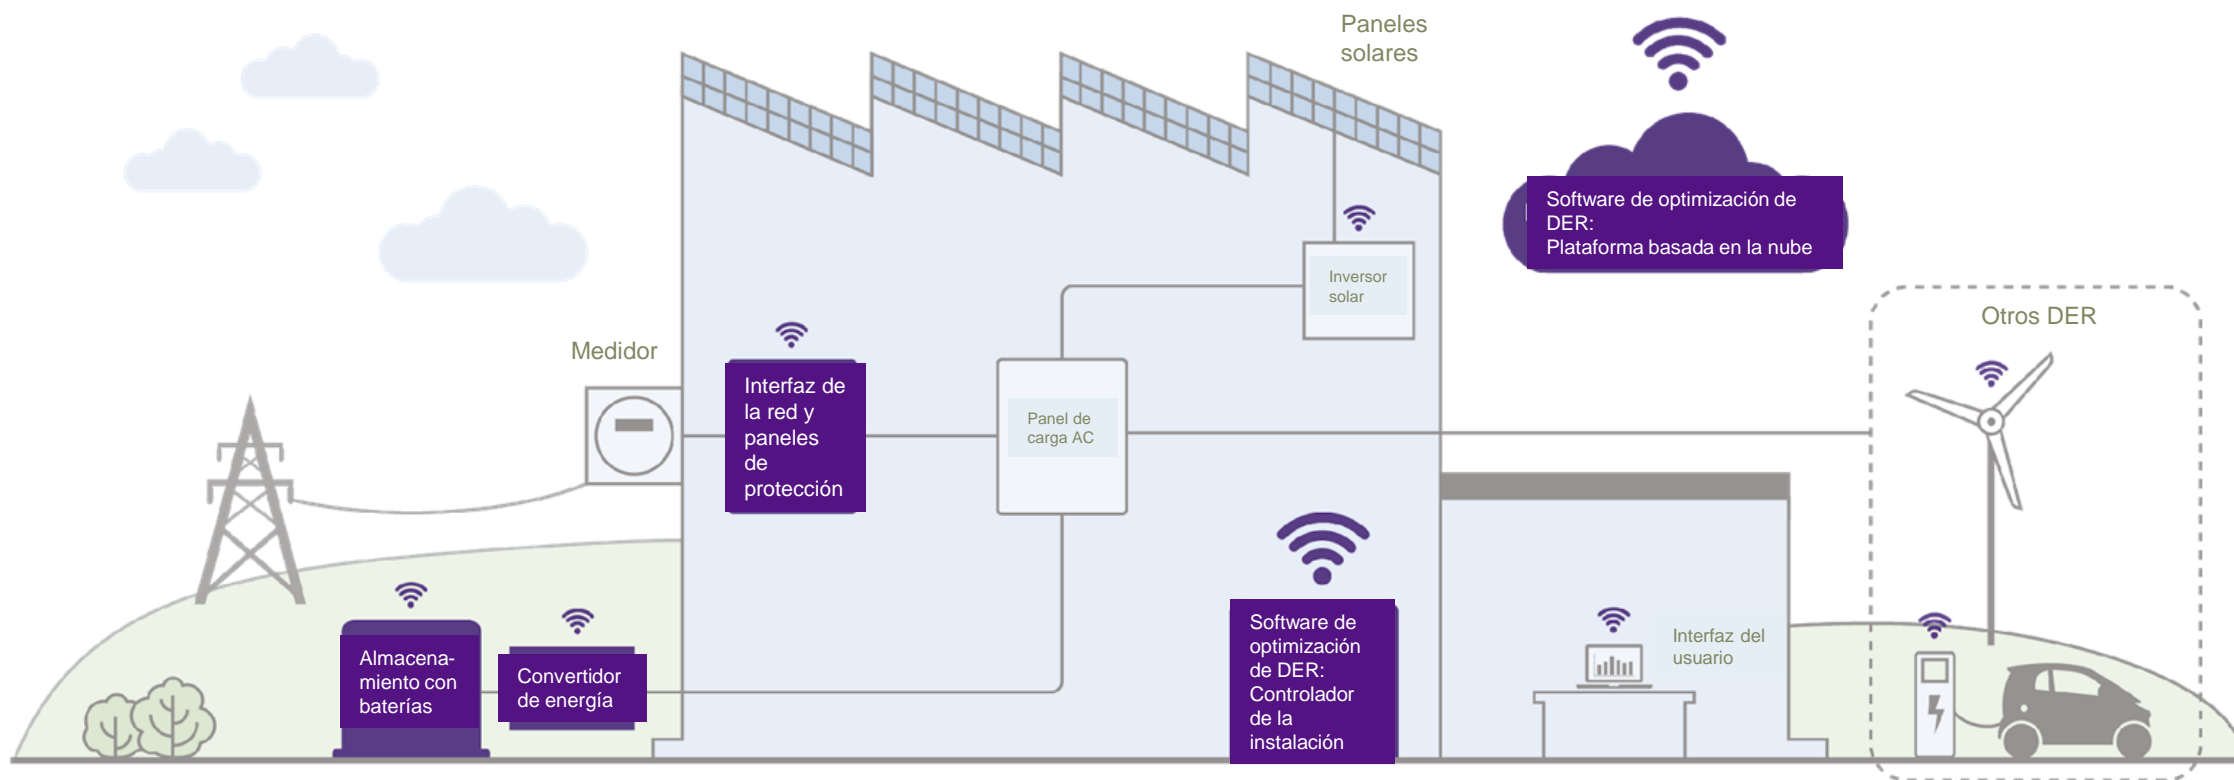 Paneles
solares
Software de optimización de
DER:
Plataforma basada en la nube
Inversor
solar
Otros DER
Medidor
Interfaz de
la red y
paneles
de
protección
Panel de
carga AC
Almacena-
miento con
baterías
Convertidor
de energía
Software de
optimización
de DER:
Controlador
de la
instalación
Interfaz del
usuario